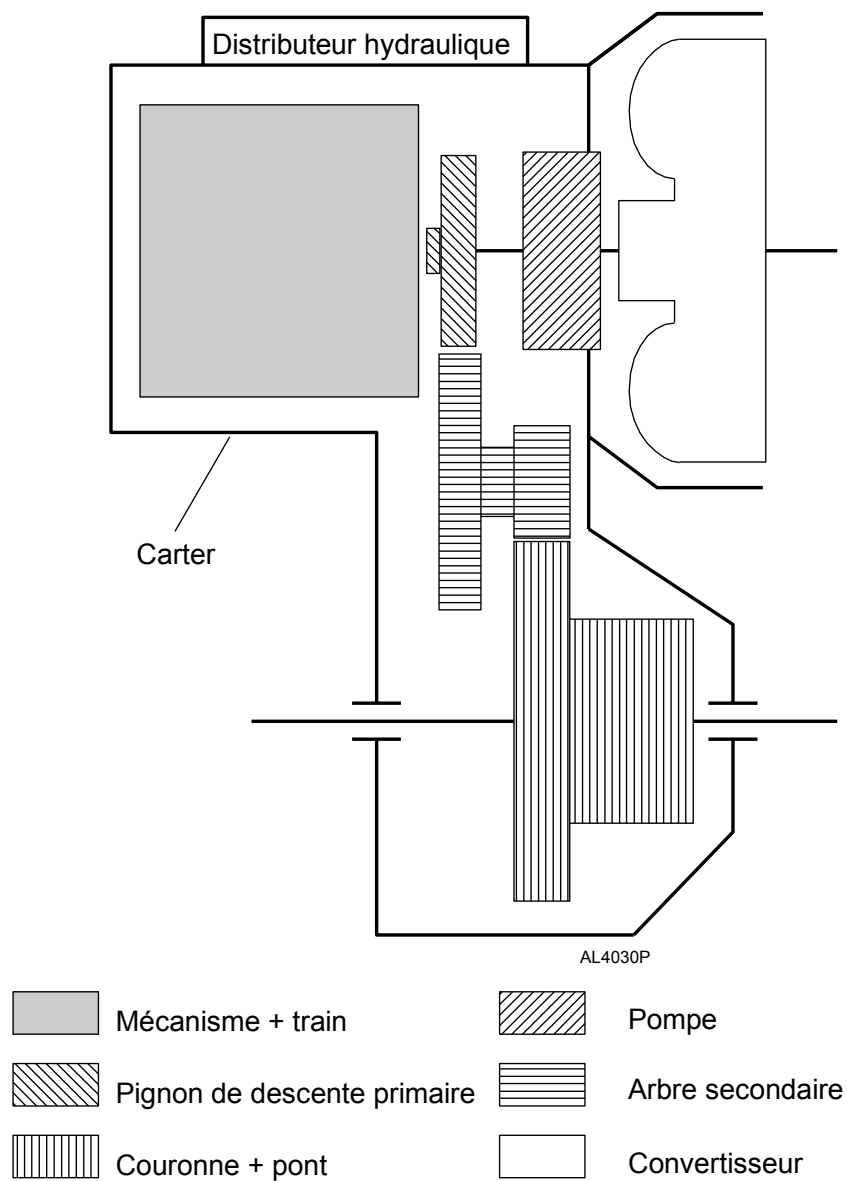 Distributeur hydraulique
Carter
AL4030P
Mécanisme + train
Pompe
Pignon de descente primaire
Arbre secondaire
Couronne + pont
Convertisseur